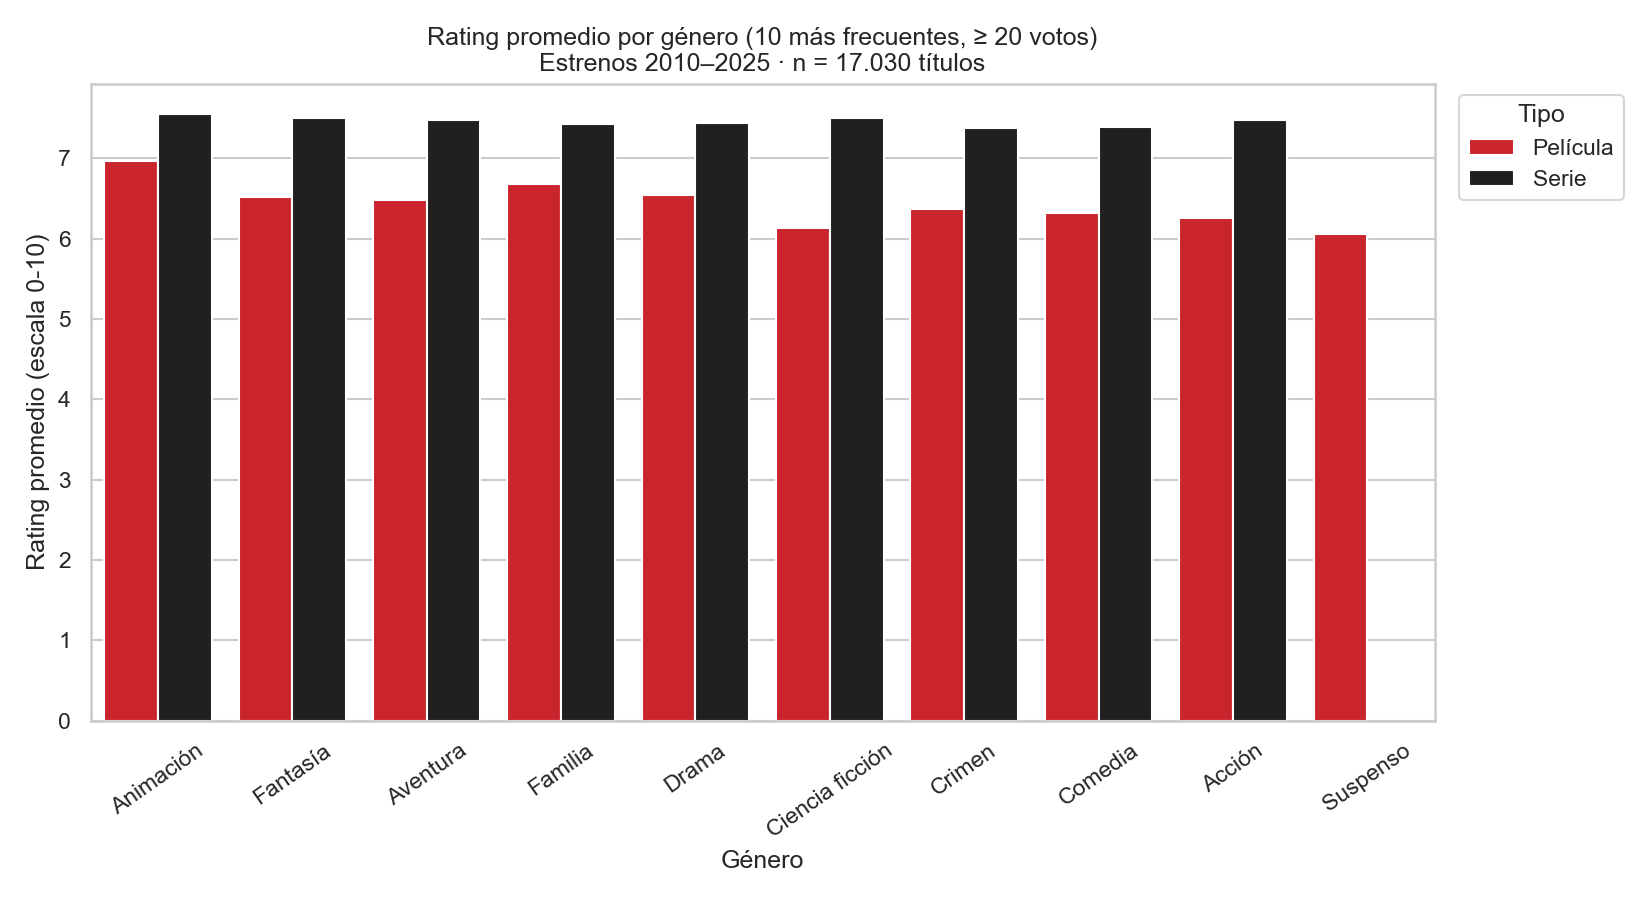 Rating promedio por género (10 más frecuentes, ≥ 20 votos)
Estrenos 2010–2025 · n = 17.030 títulos
Tipo
Película
Serie
Rating promedio (escala 0-10)
7
6
5
4
3
2
1
0
Animación
Fantasía
Aventura
Familia
Drama
Ciencia ficción
Crimen
Comedia
Acción
Suspenso
Género